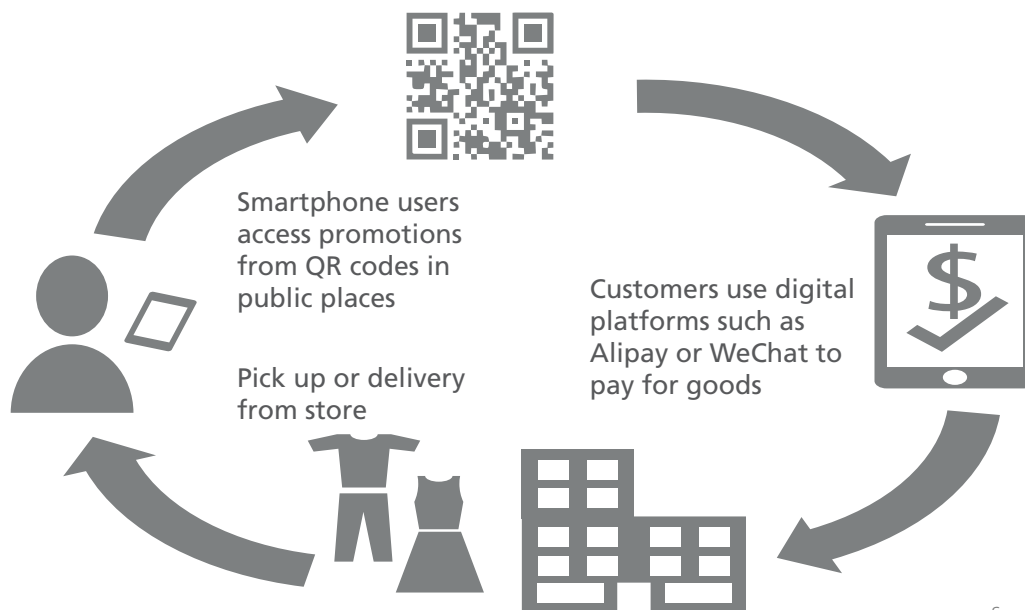 Smartphone users
access promotions
from QR codes in
public places
Customers use digital
platforms such as
Alipay or WeChat to
pay for goods
Pick up or delivery
from store
$